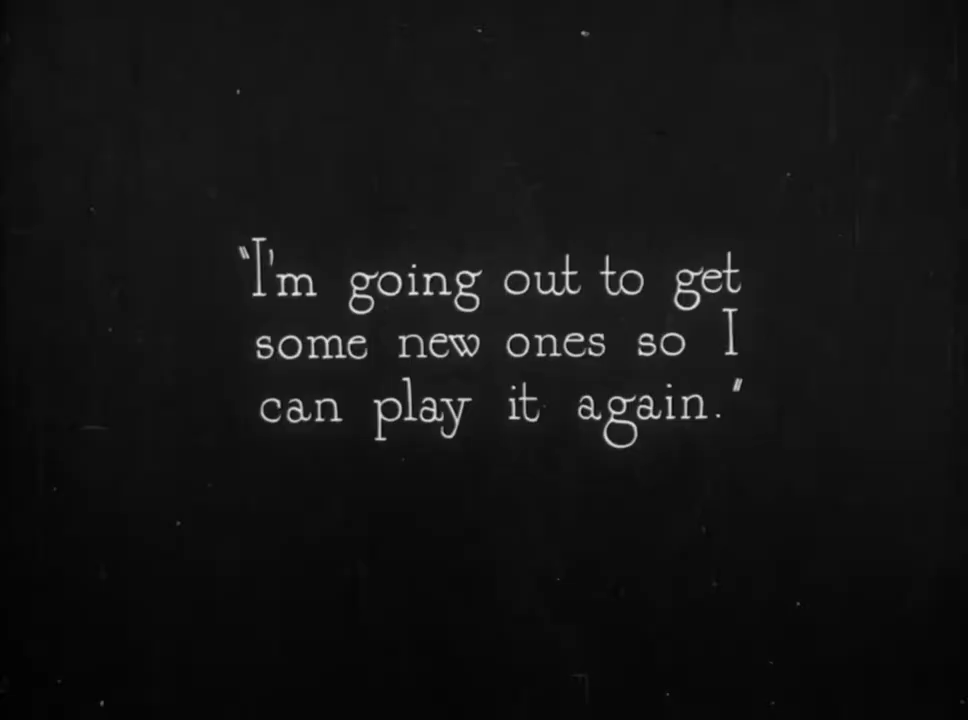 "I'm going out to get
some new ones so I
can play it again."